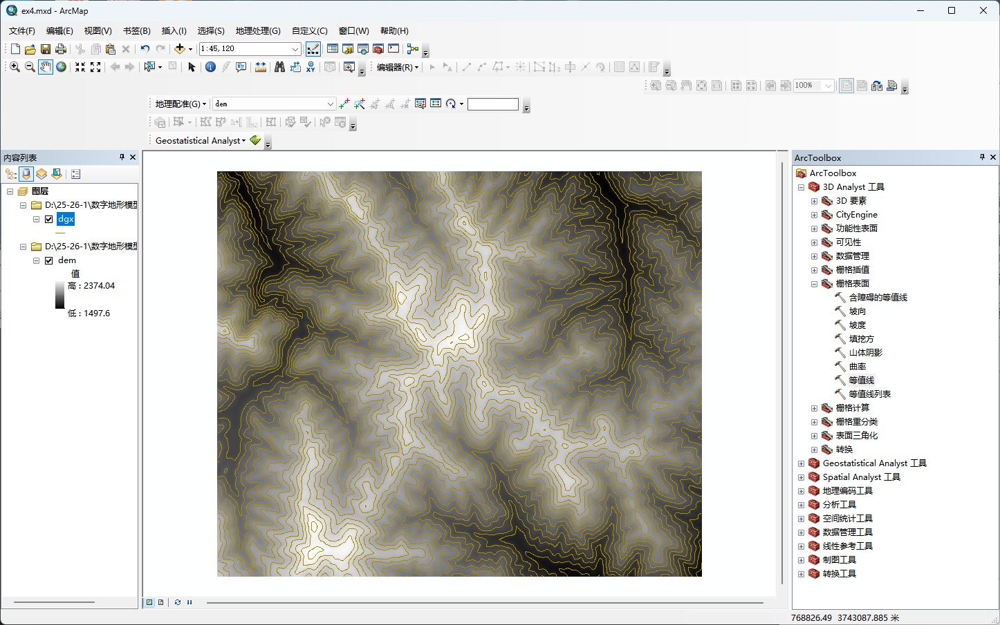 ex4.mxd - ArcMap
文件(F) 编辑(E) 视图(V) 书签(B) 插入(I) 选择(S) 地理处理(G) 自定义(C) 窗口(W) 帮助(H)
1:45,120
编辑器(R)
100%
地理配准(G) dem
Geostatistical Analyst
内容列表
图层
D:\25-26-1\数字地形模型
dgx
D:\25-26-1\数字地形模型
dem
值
高 : 2374.04
低 : 1497.6
ArcToolbox
ArcToolbox
3D Analyst 工具
3D 要素
CityEngine
功能性表面
可见性
数据管理
栅格插值
栅格表面
含障碍的等值线
坡向
坡度
填挖方
山体阴影
曲率
等值线
等值线列表
栅格计算
栅格重分类
表面三角化
转换
Geostatistical Analyst 工具
Spatial Analyst 工具
地理编码工具
分析工具
空间统计工具
数据管理工具
线性参考工具
制图工具
转换工具
768826.49 3743087.885 米